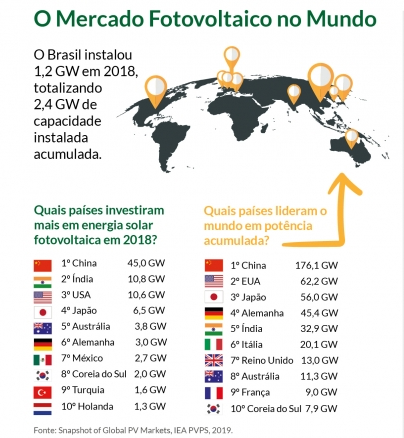 O Mercado Fotovoltaico no Mundo
O Brasil instalou
1,2 GW em 2018,
totalizando
2,4 GW de
capacidade
instalada
acumulada.
Quais países investiram
mais em energia solar
fotovoltaica em 2018?
1º China 45,0 GW
2º Índia 10,8 GW
3º USA 10,6 GW
4º Japão 6,5 GW
5º Austrália 3,8 GW
6º Alemanha 3,0 GW
7º México 2,7 GW
8º Coreia do Sul 2,0 GW
9º Turquia 1,6 GW
10º Holanda 1,3 GW
Quais países lideram o
mundo em potência
acumulada?
1º China 176,1 GW
2º EUA 62,2 GW
3º Japão 56,0 GW
4º Alemanha 45,4 GW
5º Índia 32,9 GW
6º Itália 20,1 GW
7º Reino Unido 13,0 GW
8º Austrália 11,3 GW
9º França 9,0 GW
10º Coreia do Sul 7,9 GW
Fonte: Snapshot of Global PV Markets, IEA PVPS, 2019.